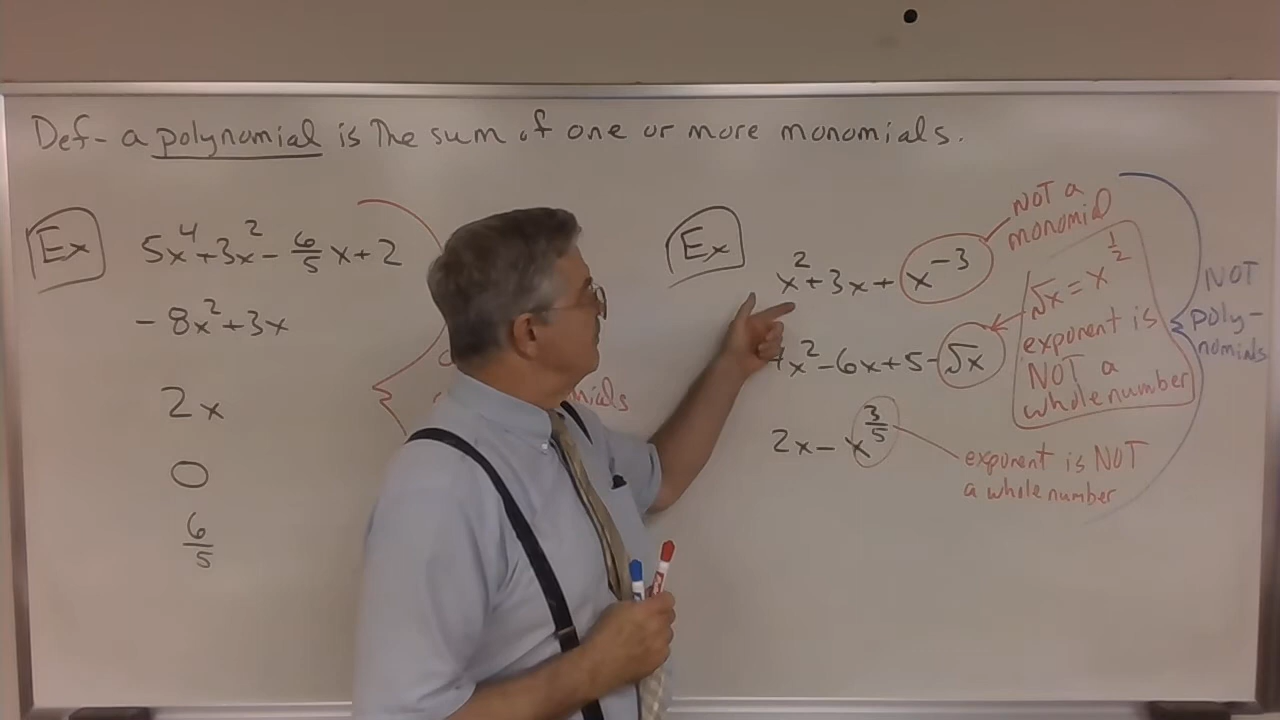 Def- a polynomial is The sum of one or more monomials.
Ex
5x⁴+3x²-6/5x+2
-8x²+3x
2x
0
6/5
Ex
x²+3x+x⁻³
NOT a
monomial
x²-6x+5-√x
√x=x^1/2
exponent is
NOT a
whole number
2x-x^3/5
exponent is NOT
a whole number
NOT
poly-
nomials